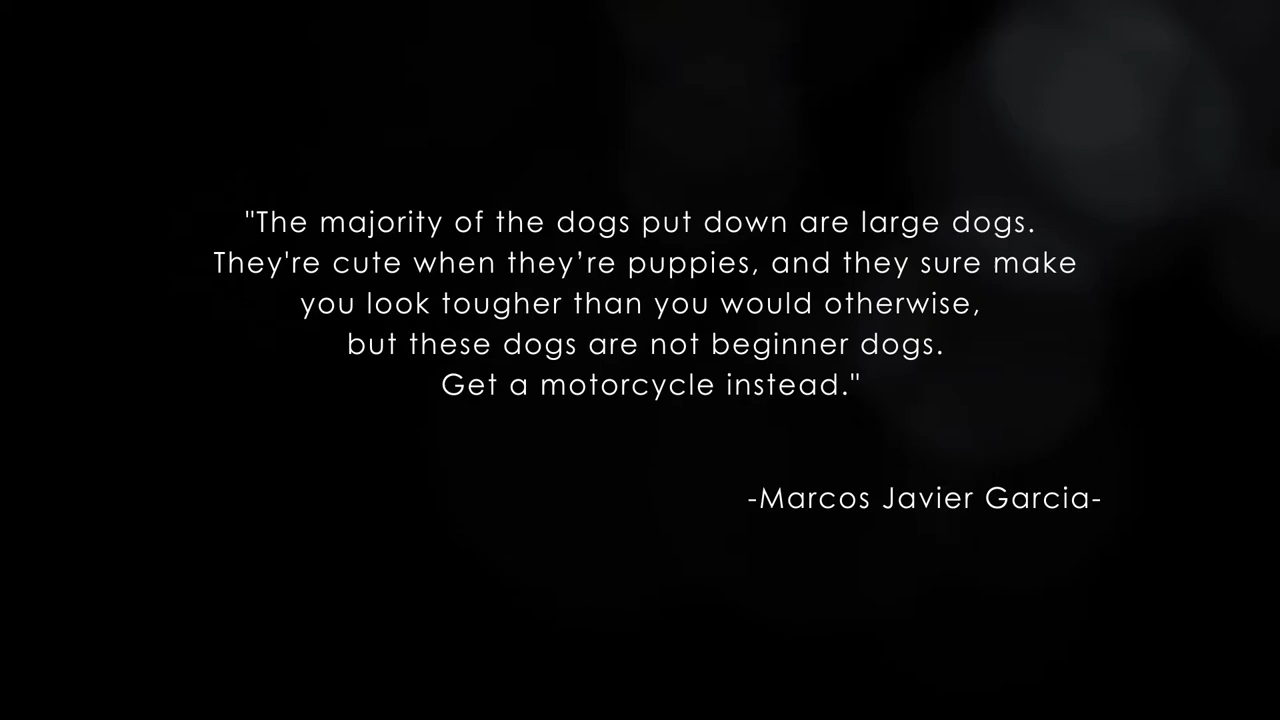 "The majority of the dogs put down are large dogs.
They're cute when they’re puppies, and they sure make
you look tougher than you would otherwise,
but these dogs are not beginner dogs.
Get a motorcycle instead."
-Marcos Javier Garcia-